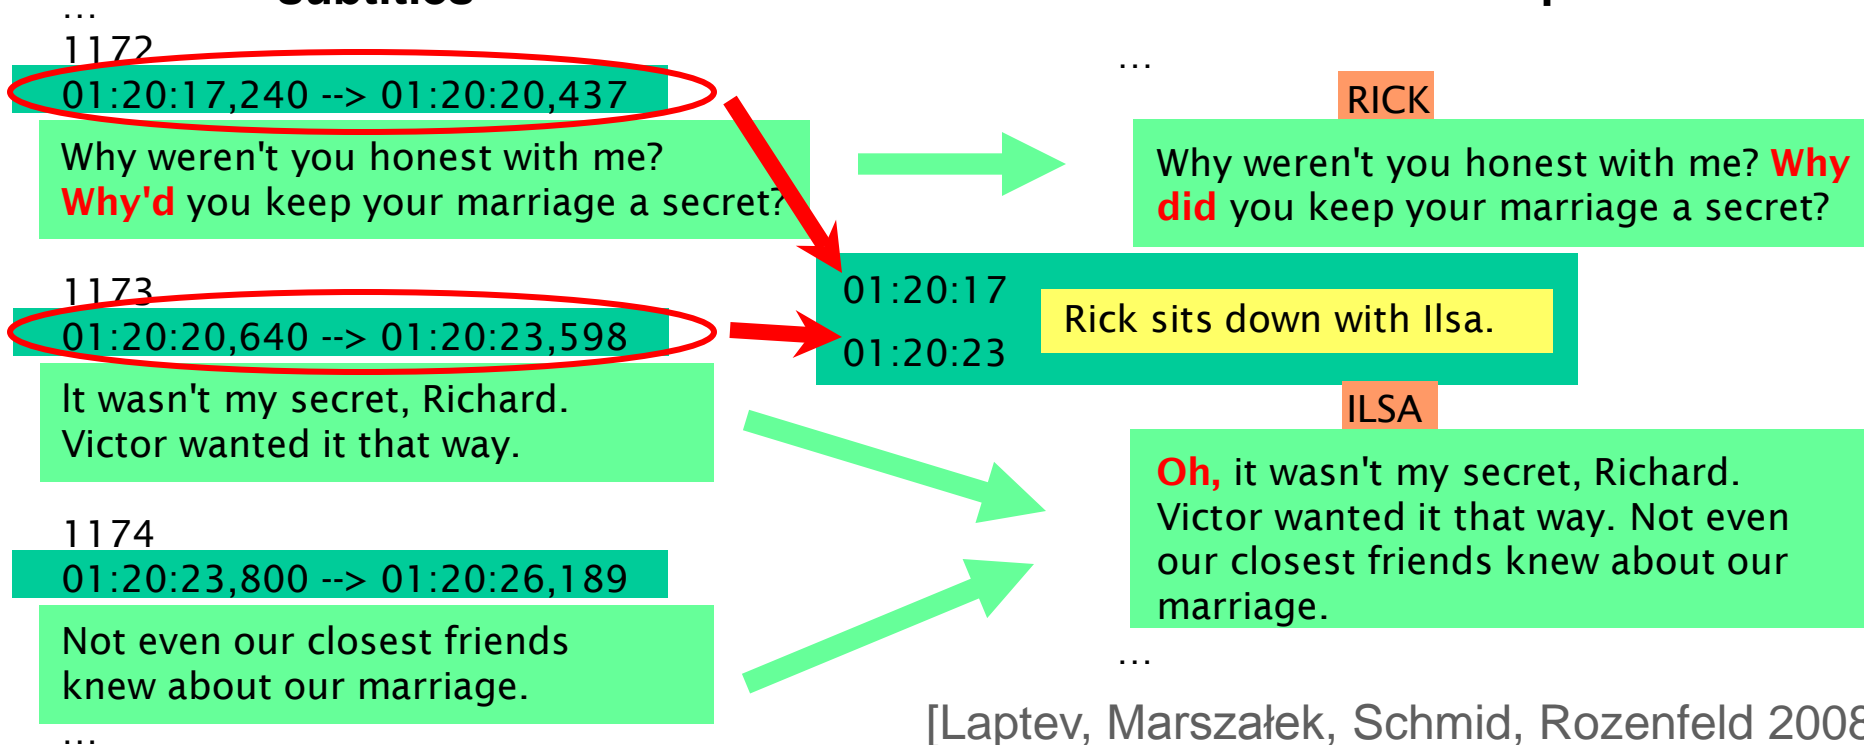 …
1172
01:20:17,240 --> 01:20:20,437
Why weren't you honest with me?
Why'd you keep your marriage a secret?
1173
01:20:20,640 --> 01:20:23,598
lt wasn't my secret, Richard.
Victor wanted it that way.
1174
01:20:23,800 --> 01:20:26,189
Not even our closest friends
knew about our marriage.
…
…
RICK
Why weren't you honest with me? Why
did you keep your marriage a secret?
01:20:17
Rick sits down with Ilsa.
01:20:23
ILSA
Oh, it wasn't my secret, Richard.
Victor wanted it that way. Not even
our closest friends knew about our
marriage.
…
[Laptev, Marszałek, Schmid, Rozenfeld 2008